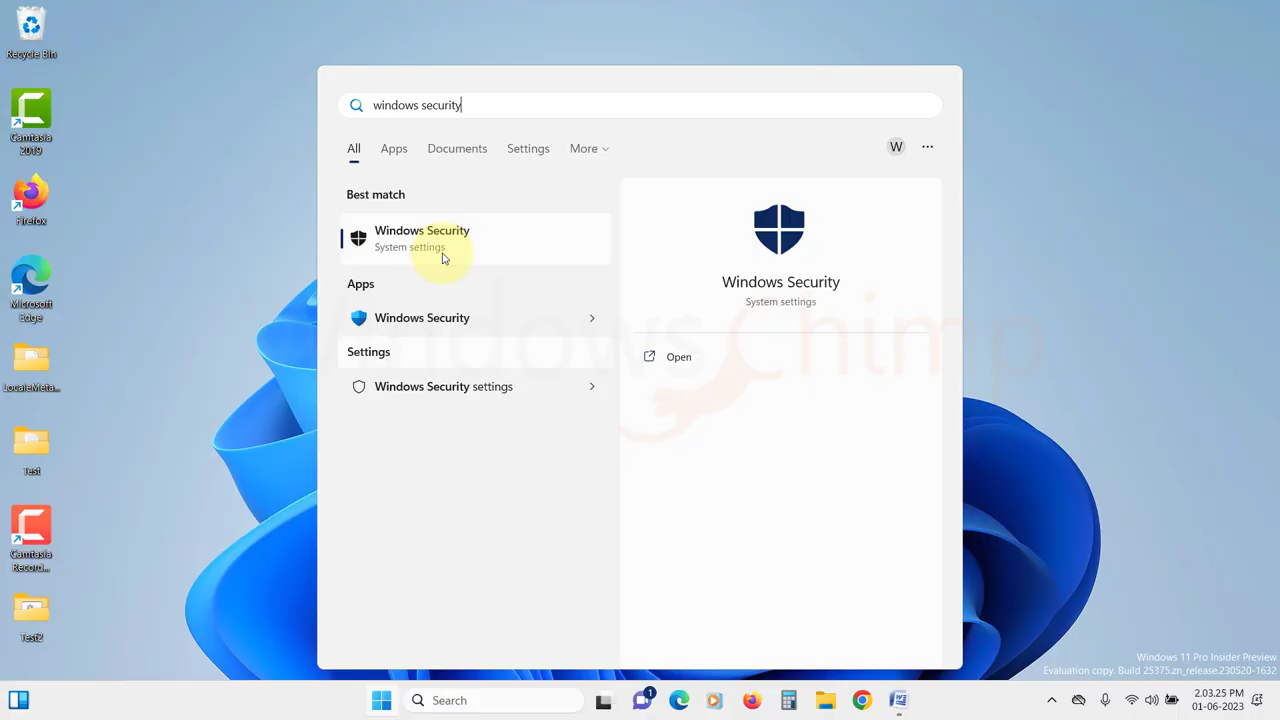 Recycle Bin
Camtasia
2019
Firefox
Microsoft
Edge
LocaleMeta...
Test
Camtasia
Record...
Test2
windows security
All
Apps
Documents
Settings
More
W
...
Best match
Windows Security
System settings
Apps
Windows Security
Settings
Windows Security settings
Windows Security
System settings
Open
Windows Chimp
Windows 11 Pro Insider Preview
Evaluation copy. Build 25375.zn_release.230520-1632
Search
1
2.03.25 PM
01-06-2023